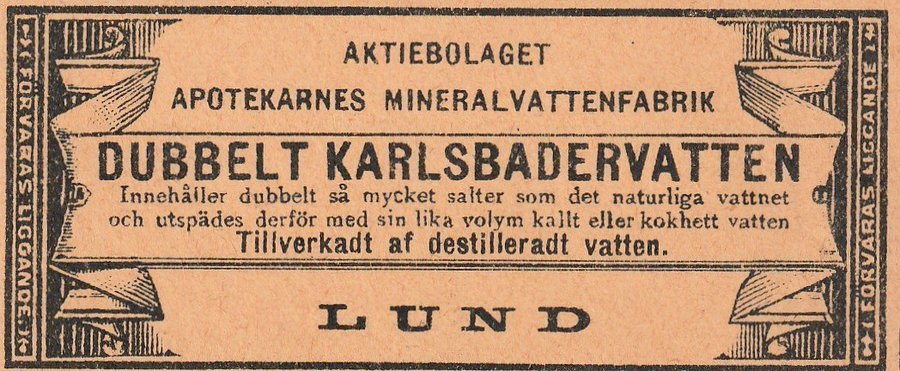 AKTIEBOLAGET
APOTEKARNES MINERALVATTENFABRIK
DUBBELT KARLSBADERVATTEN
Innehåller dubbelt så mycket salter som det naturliga vattnet
och utspädes derför med sin lika volym kallt eller kokhett vatten
Tillverkadt af destilleradt vatten.
LUND
FÖRVARAS LIGGANDE
FÖRVARAS LIGGANDE